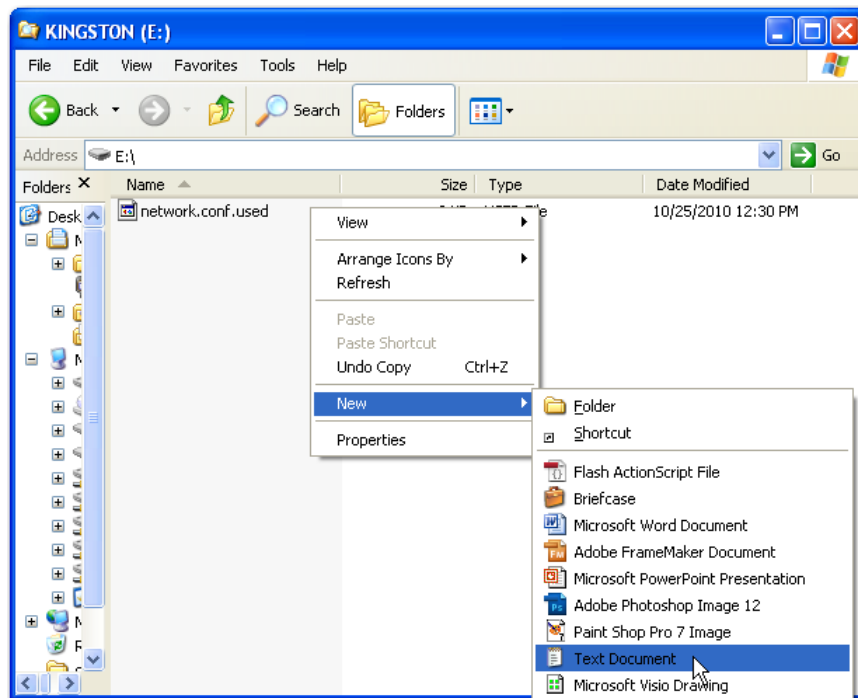 KINGSTON (E:)
File Edit View Favorites Tools Help
Back Search Folders
Address E:\ Go
Folders X Name Size Type Date Modified
Desk
network.conf.used 10/25/2010 12:30 PM
View
Arrange Icons By
Refresh
Paste
Paste Shortcut
Undo Copy Ctrl+Z
New
Properties
Folder
Shortcut
Flash ActionScript File
Briefcase
Microsoft Word Document
Adobe FrameMaker Document
Microsoft PowerPoint Presentation
Adobe Photoshop Image 12
Paint Shop Pro 7 Image
Text Document
Microsoft Visio Drawing